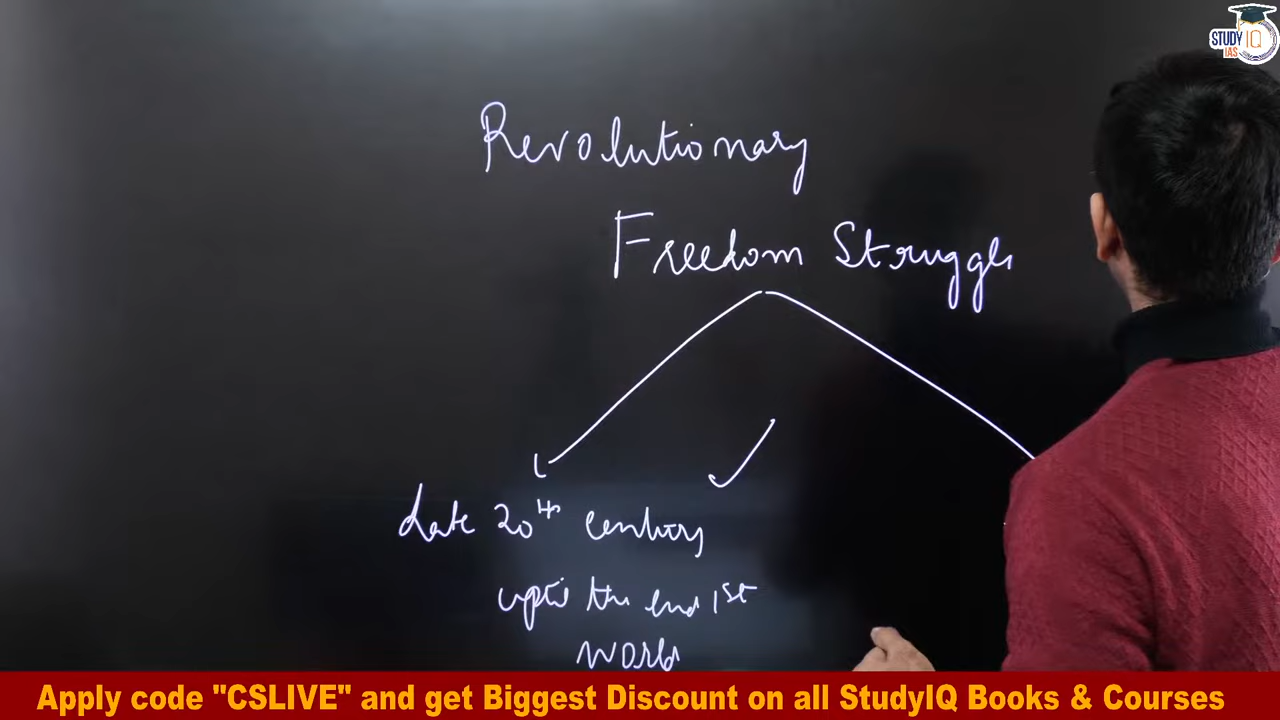 STUDY IQ
IAS
Revolutionary
Freedom Struggle
Late 20th century
upto the end 1st
World
Apply code "CSLIVE" and get Biggest Discount on all StudyIQ Books & Courses